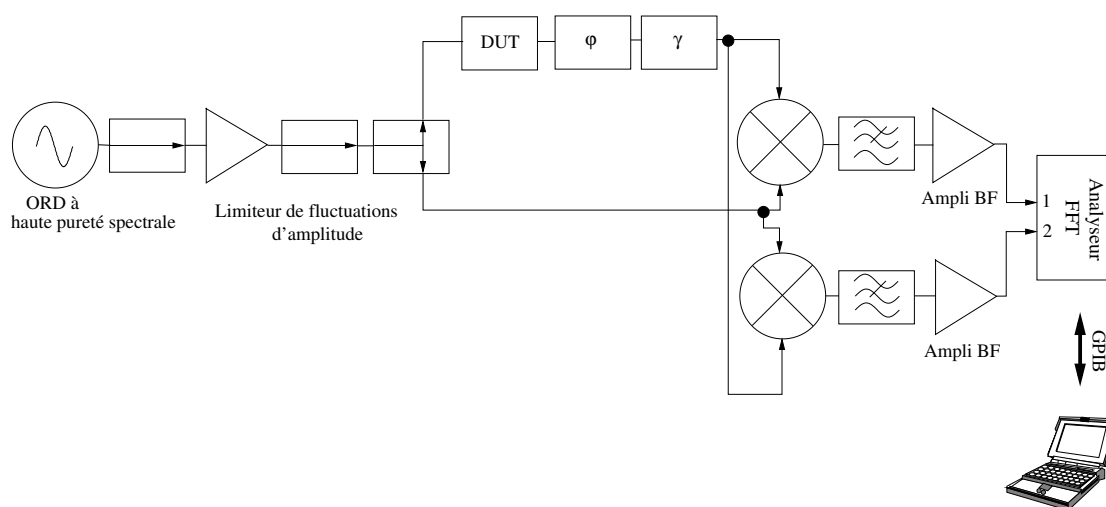 DUT
φ
γ
ORD à
haute pureté spectrale
Limiteur de fluctuations
d'amplitude
Ampli BF
1
2
Analyseur
FFT
Ampli BF
GPIB